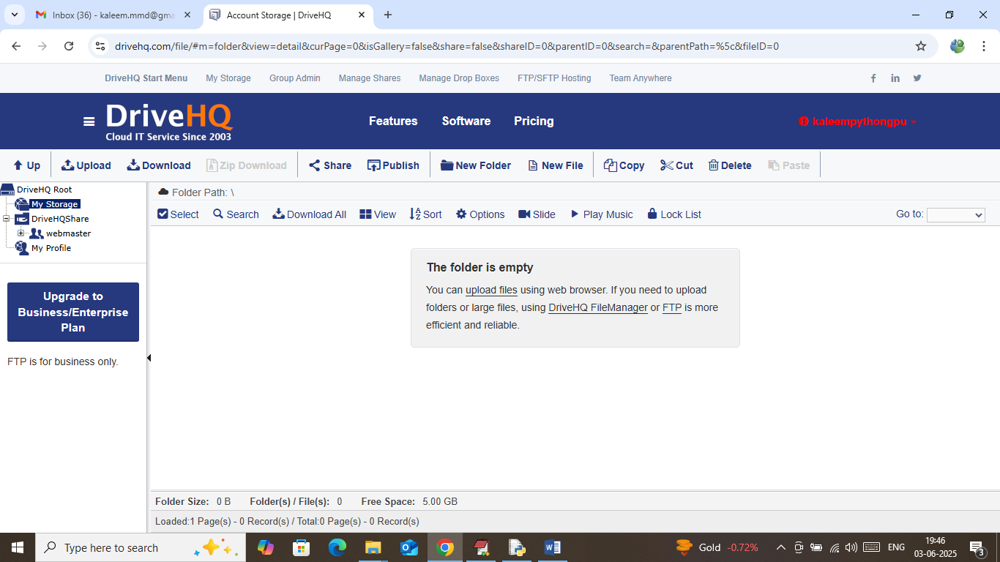 Inbox (36) - kaleem.mmd@gma
Account Storage | DriveHQ
drivehq.com/file/#m=folder&view=detail&curPage=0&isGallery=false&share=false&shareID=0&parentID=0&search=&parentPath=%5c&fileID=0
DriveHQ Start Menu My Storage Group Admin Manage Shares Manage Drop Boxes FTP/SFTP Hosting Team Anywhere
DriveHQ
Cloud IT Service Since 2003
Features Software Pricing
kaleempythongpu
Up Upload Download Zip Download Share Publish New Folder New File Copy Cut Delete Paste
DriveHQ Root
My Storage
DriveHQShare
webmaster
My Profile
Upgrade to
Business/Enterprise
Plan
FTP is for business only.
Folder Path: \
Select Search Download All View Sort Options Slide Play Music Lock List Go to:
The folder is empty
You can upload files using web browser. If you need to upload
folders or large files, using DriveHQ FileManager or FTP is more
efficient and reliable.
Folder Size: 0 B Folder(s) / File(s): 0 Free Space: 5.00 GB
Loaded:1 Page(s) - 0 Record(s) / Total:0 Page(s) - 0 Record(s)
Type here to search
Gold -0.72%
ENG
19:46
03-06-2025
3